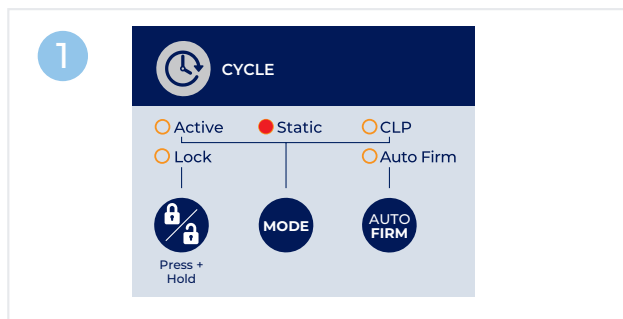 1
CYCLE
Active Static CLP
Lock Auto Firm
MODE
AUTO
FIRM
Press +
Hold